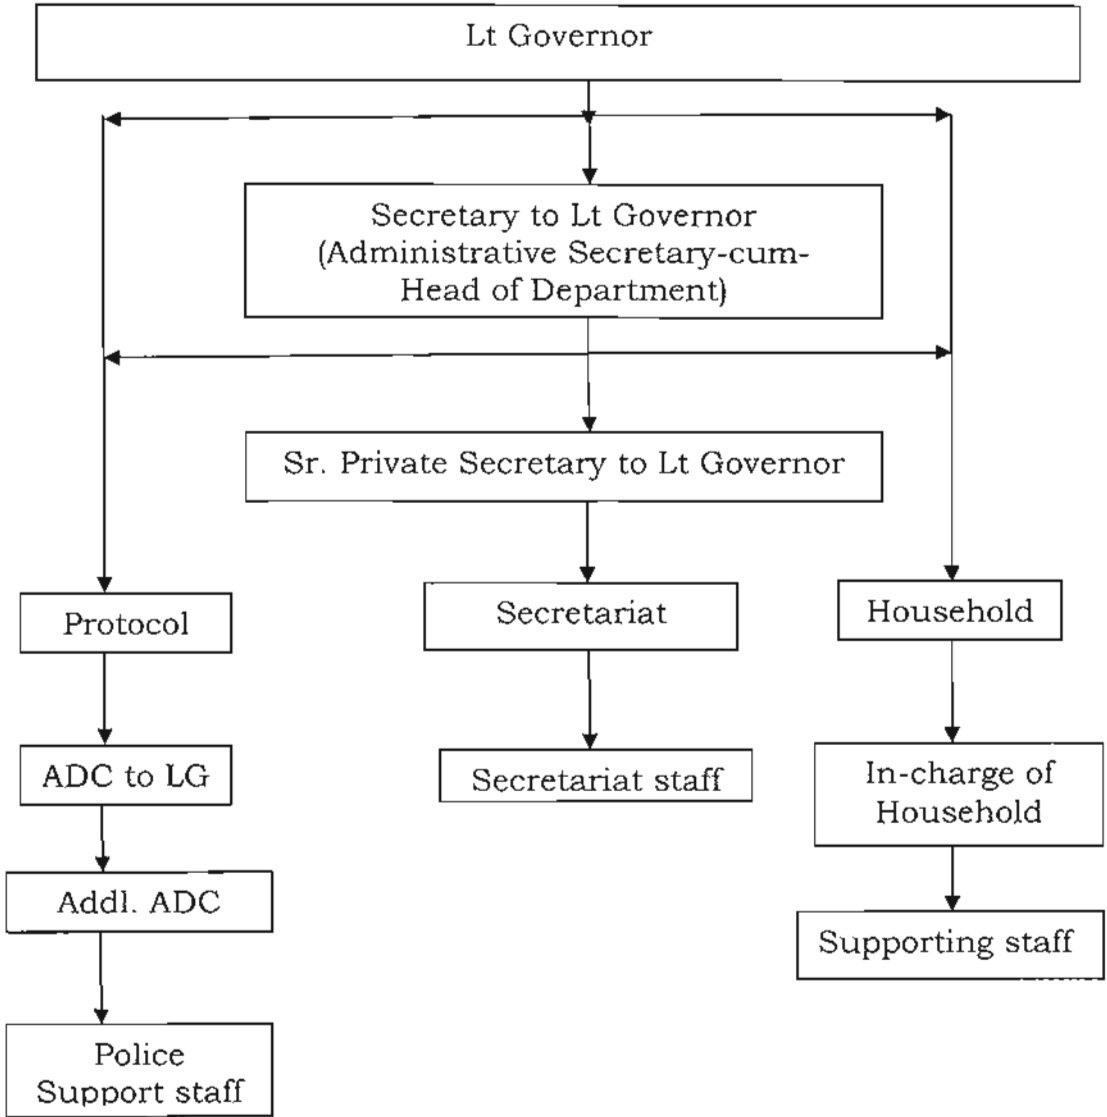 Lt Governor
Secretary to Lt Governor
(Administrative Secretary-cum-
Head of Department)
Sr. Private Secretary to Lt Governor
Protocol
Secretariat
Household
ADC to LG
Secretariat staff
In-charge of
Household
Addl. ADC
Supporting staff
Police
Support staff